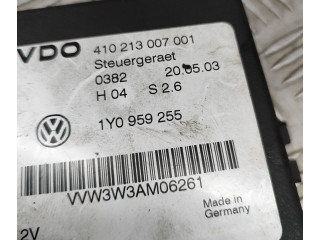 VDO 410 213 007 001
Steuergeraet
0382 20.05.03
H 04 S 2.6
1Y0 959 255
VVW3W3AM06261
Made in
Germany
2V